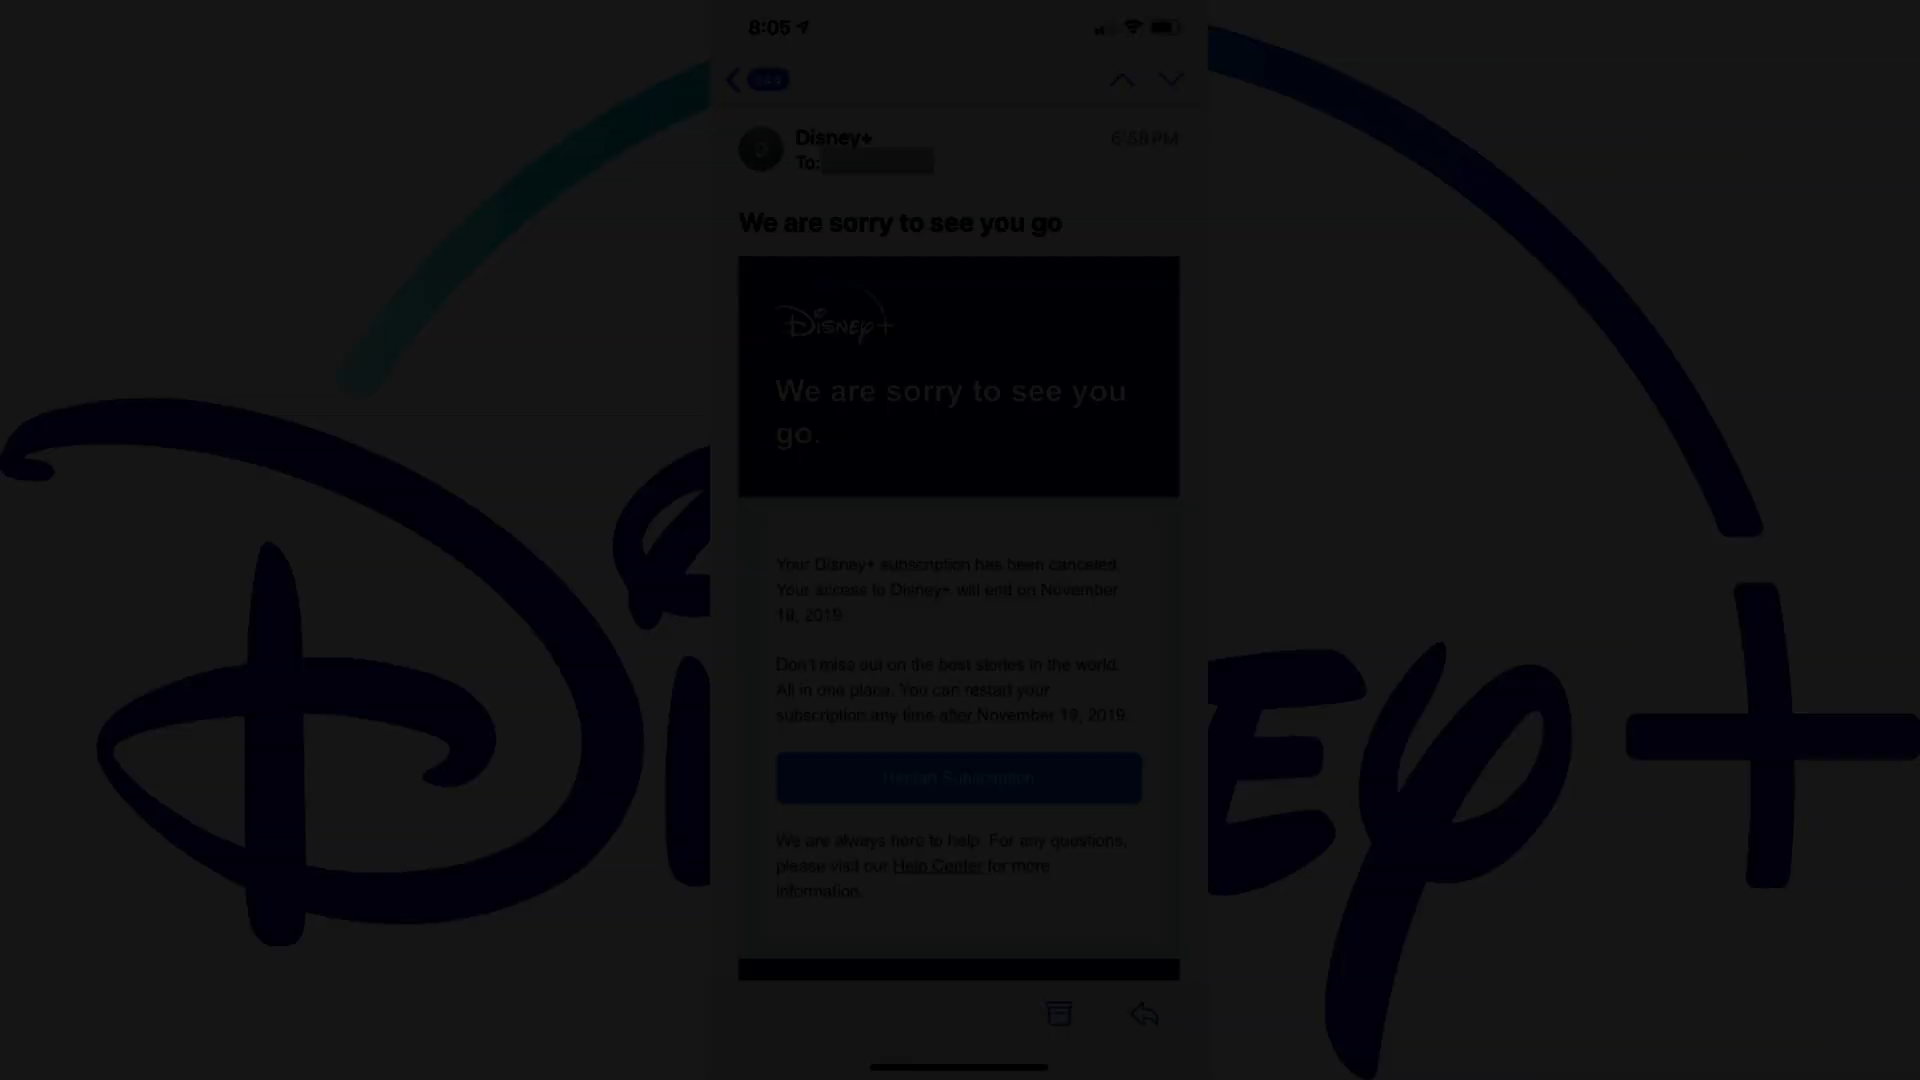 8:05
Disney+
6:58 PM
D
To:
We are sorry to see you go
Disney+
We are sorry to see you
go.
Your Disney+ subscription has been canceled.
Your access to Disney+ will end on November
18, 2019.
Don't miss out on the best stories in the world.
All in one place. You can restart your
subscription any time after November 18, 2019.
Restart Subscription
We are always here to help. For any questions,
please visit our Help Center for more
information.